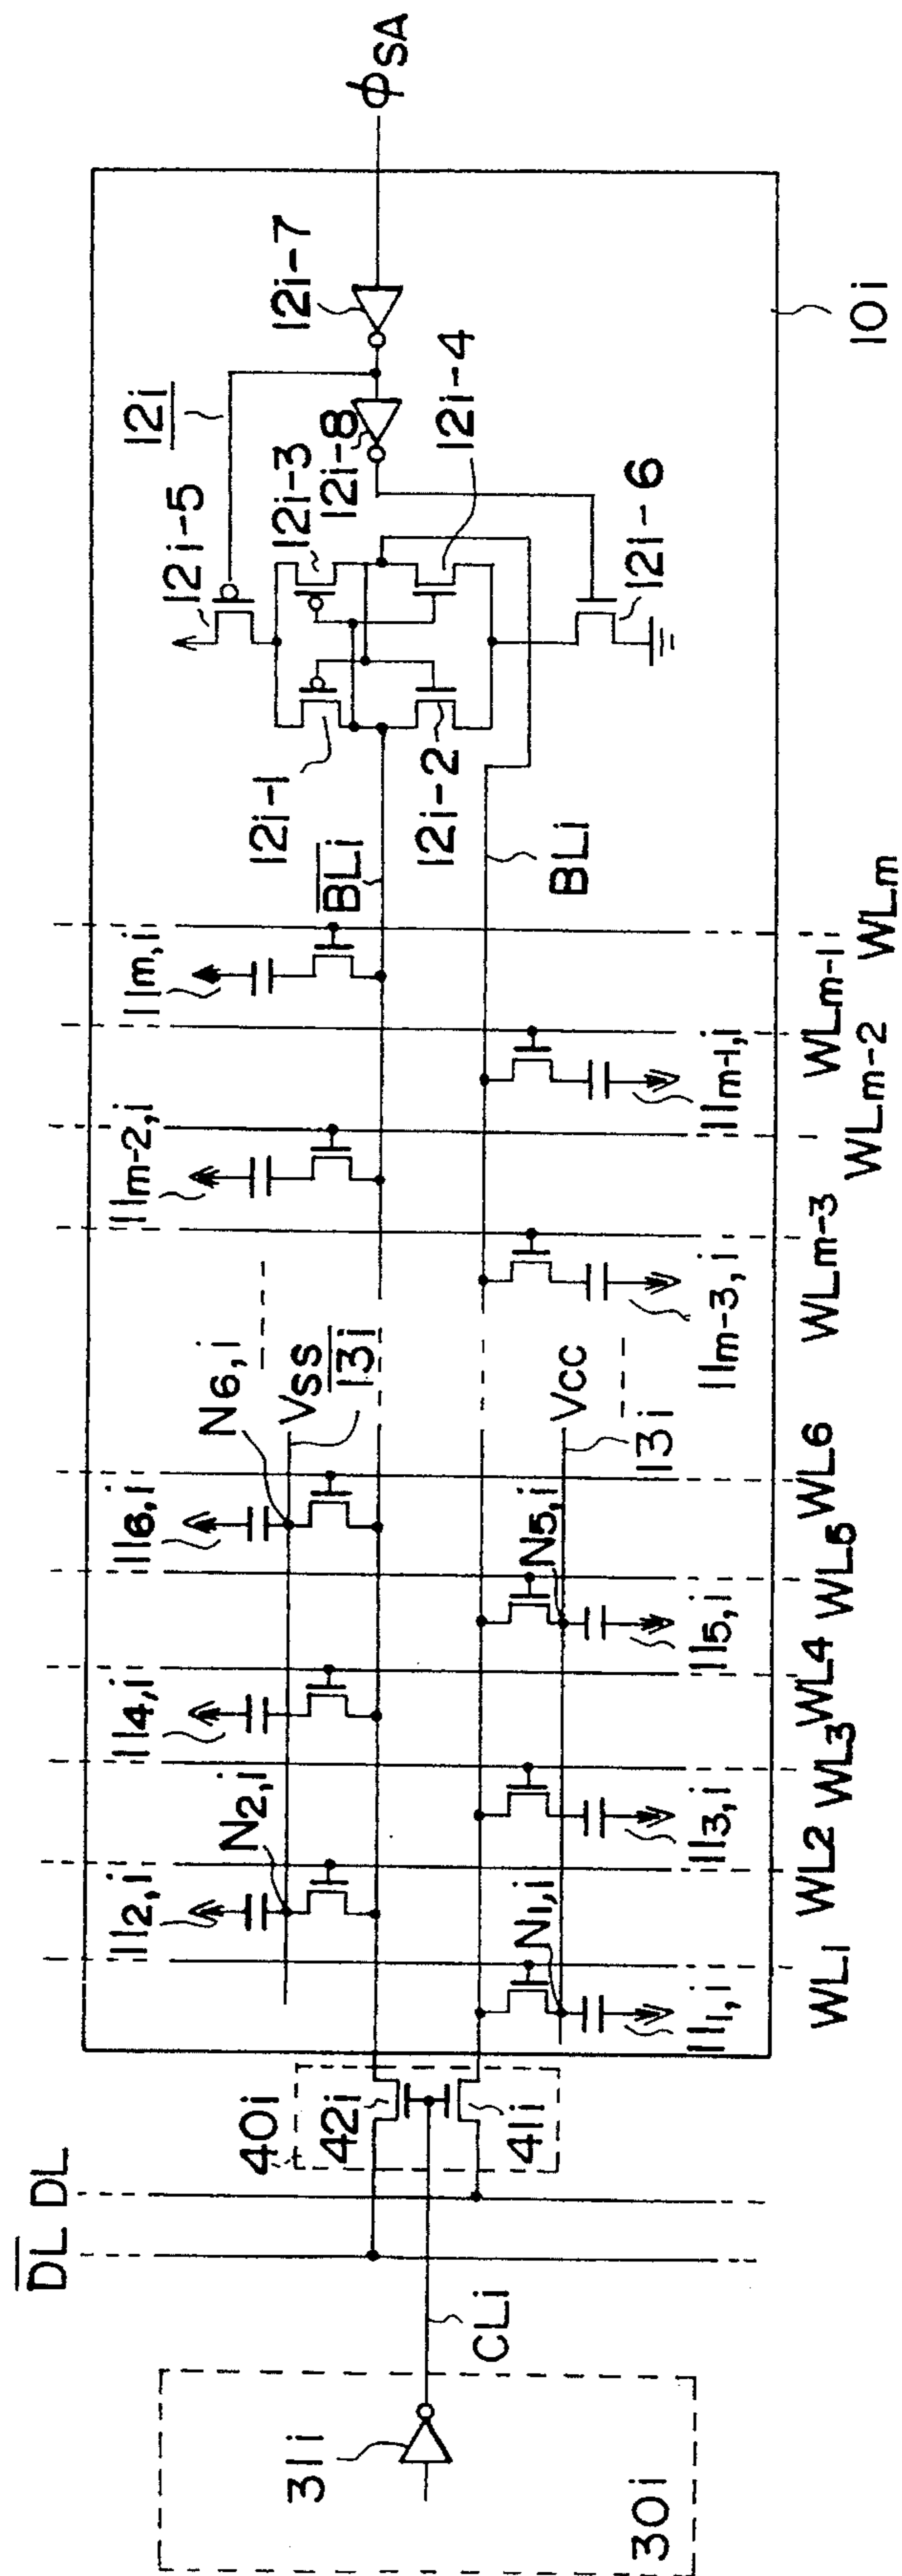 φSA
12i-7
12i
12i-5
12i-3
12i-8
12i-4
12i-6
12i-1
12i-2
10i
B̅L̅i
BLi
11m,i
11m-2,i
11m-1,i
11m-3,i
N6,i
VSS
1̅3̅i
VCC
13i
116,i
N5,i
115,i
114,i
N2,i
113,i
112,i
N1,i
111,i
WLm
WLm-1
WLm-2
WLm-3
WL6
WL5
WL4
WL3
WL2
WL1
40i
42i
41i
D̅L̅ DL
CLi
31i
30i